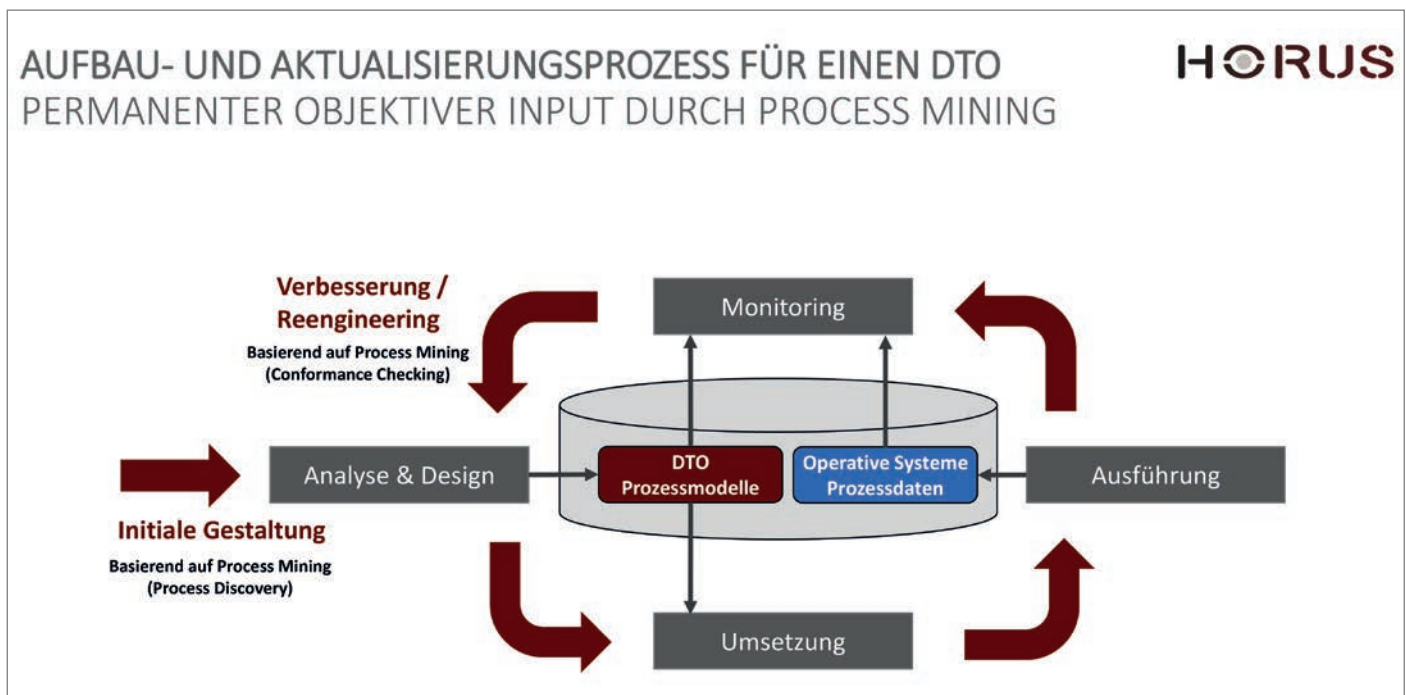 AUFBAU- UND AKTUALISIERUNGSPROZESS FÜR EINEN DTO
PERMANENTER OBJEKTIVER INPUT DURCH PROCESS MINING
HORUS
Verbesserung /
Reengineering
Basierend auf Process Mining
(Conformance Checking)
Monitoring
Analyse & Design
DTO
Prozessmodelle
Operative Systeme
Prozessdaten
Ausführung
Initiale Gestaltung
Basierend auf Process Mining
(Process Discovery)
Umsetzung